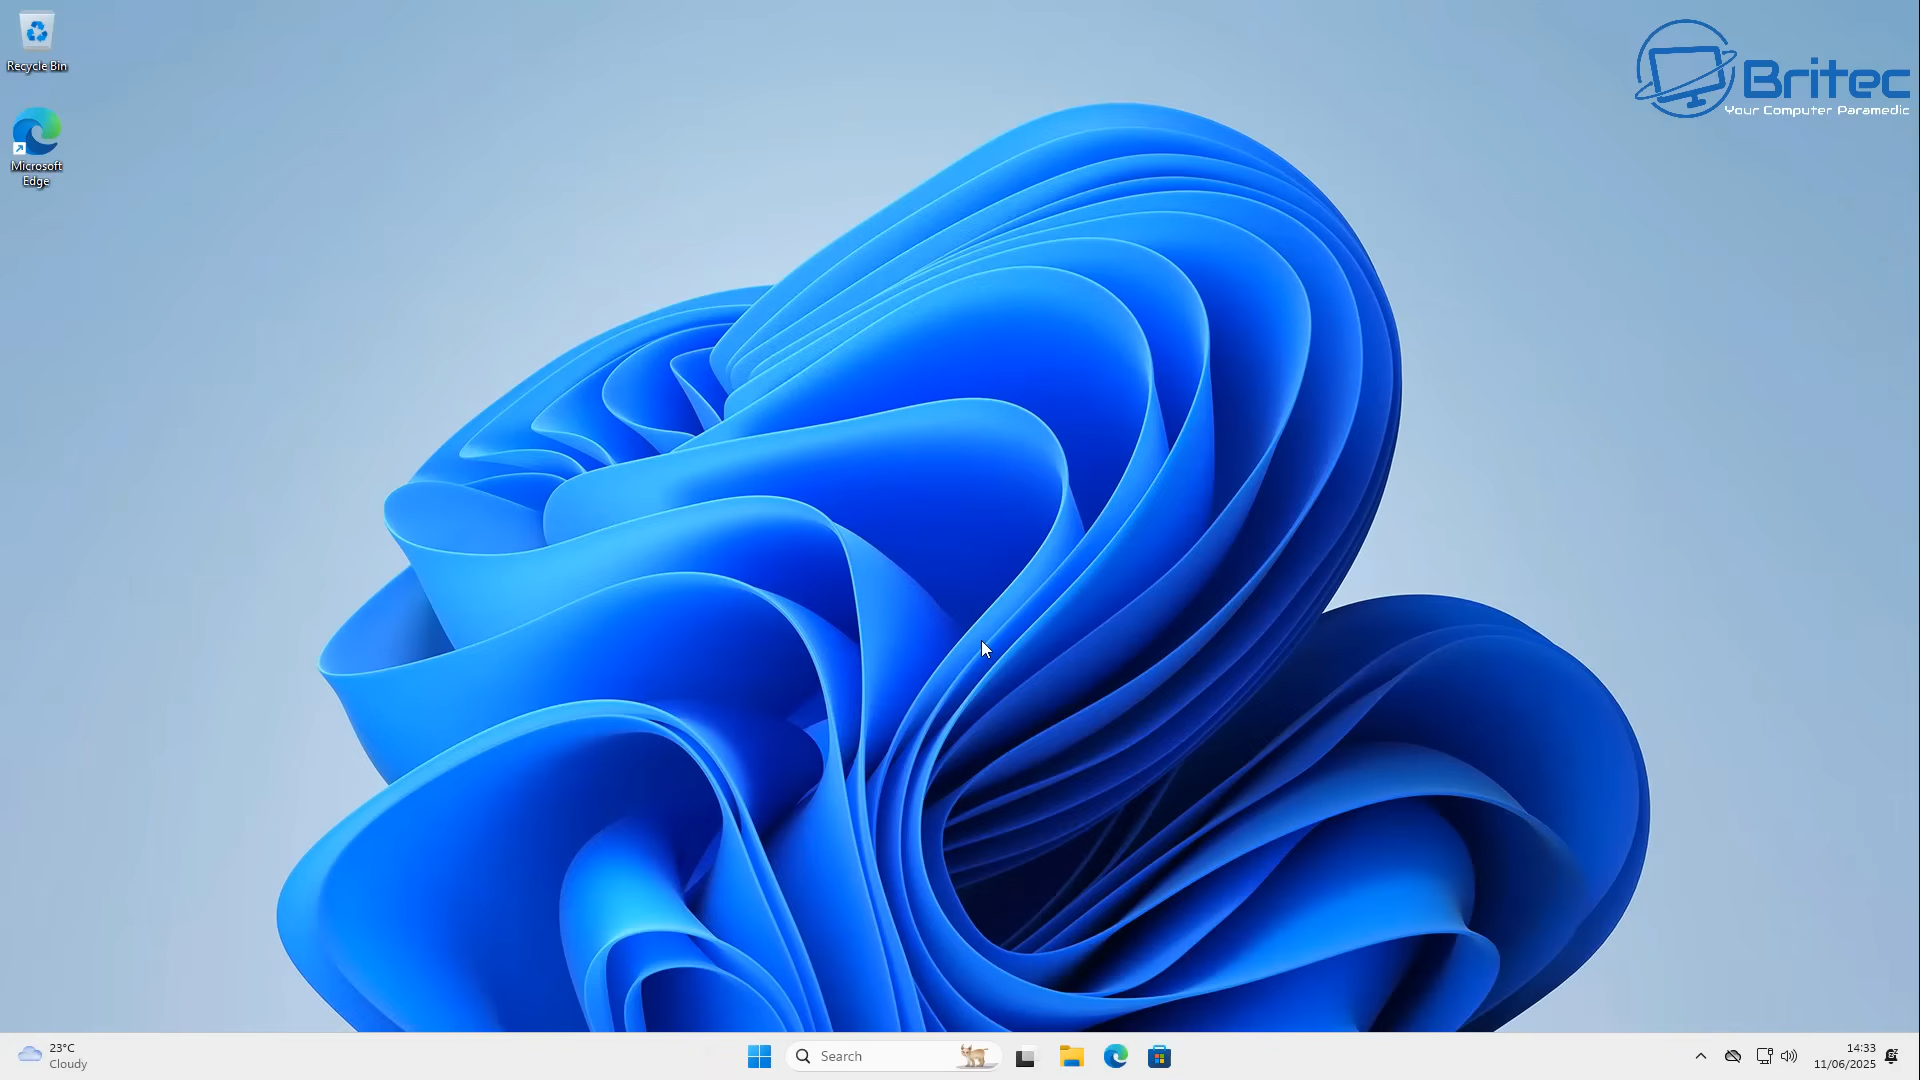 Recycle Bin
Microsoft
Edge
Britec
Your Computer Paramedic
23°C
Cloudy
Search
14:33
11/06/2025